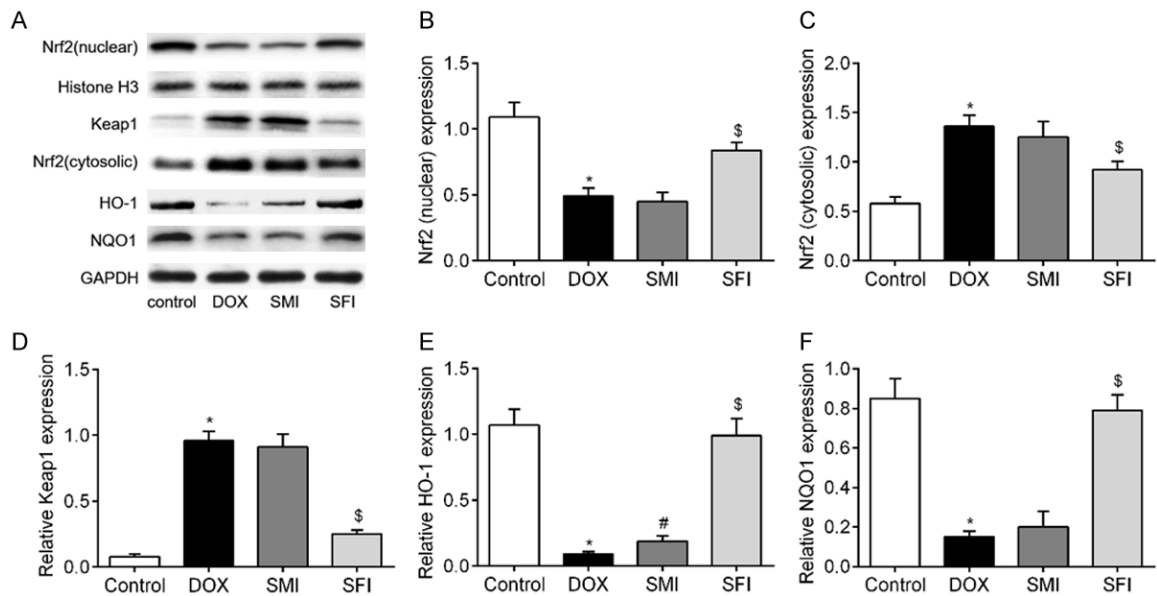 A
Nrf2(nuclear)
Histone H3
Keap1
Nrf2(cytosolic)
HO-1
NQO1
GAPDH
control DOX SMI SFI
B
Nrf2 (nuclear) expression
1.5
1.0
0.5
0.0
*
$
Control DOX SMI SFI
C
Nrf2 (cytosolic) expression
2.0
1.5
1.0
0.5
0.0
*
$
Control DOX SMI SFI
D
Relative Keap1 expression
1.5
1.0
0.5
0.0
*
$
Control DOX SMI SFI
E
Relative HO-1 expression
1.5
1.0
0.5
0.0
*
#
$
Control DOX SMI SFI
F
Relative NQO1 expression
1.0
0.8
0.6
0.4
0.2
0.0
*
$
Control DOX SMI SFI